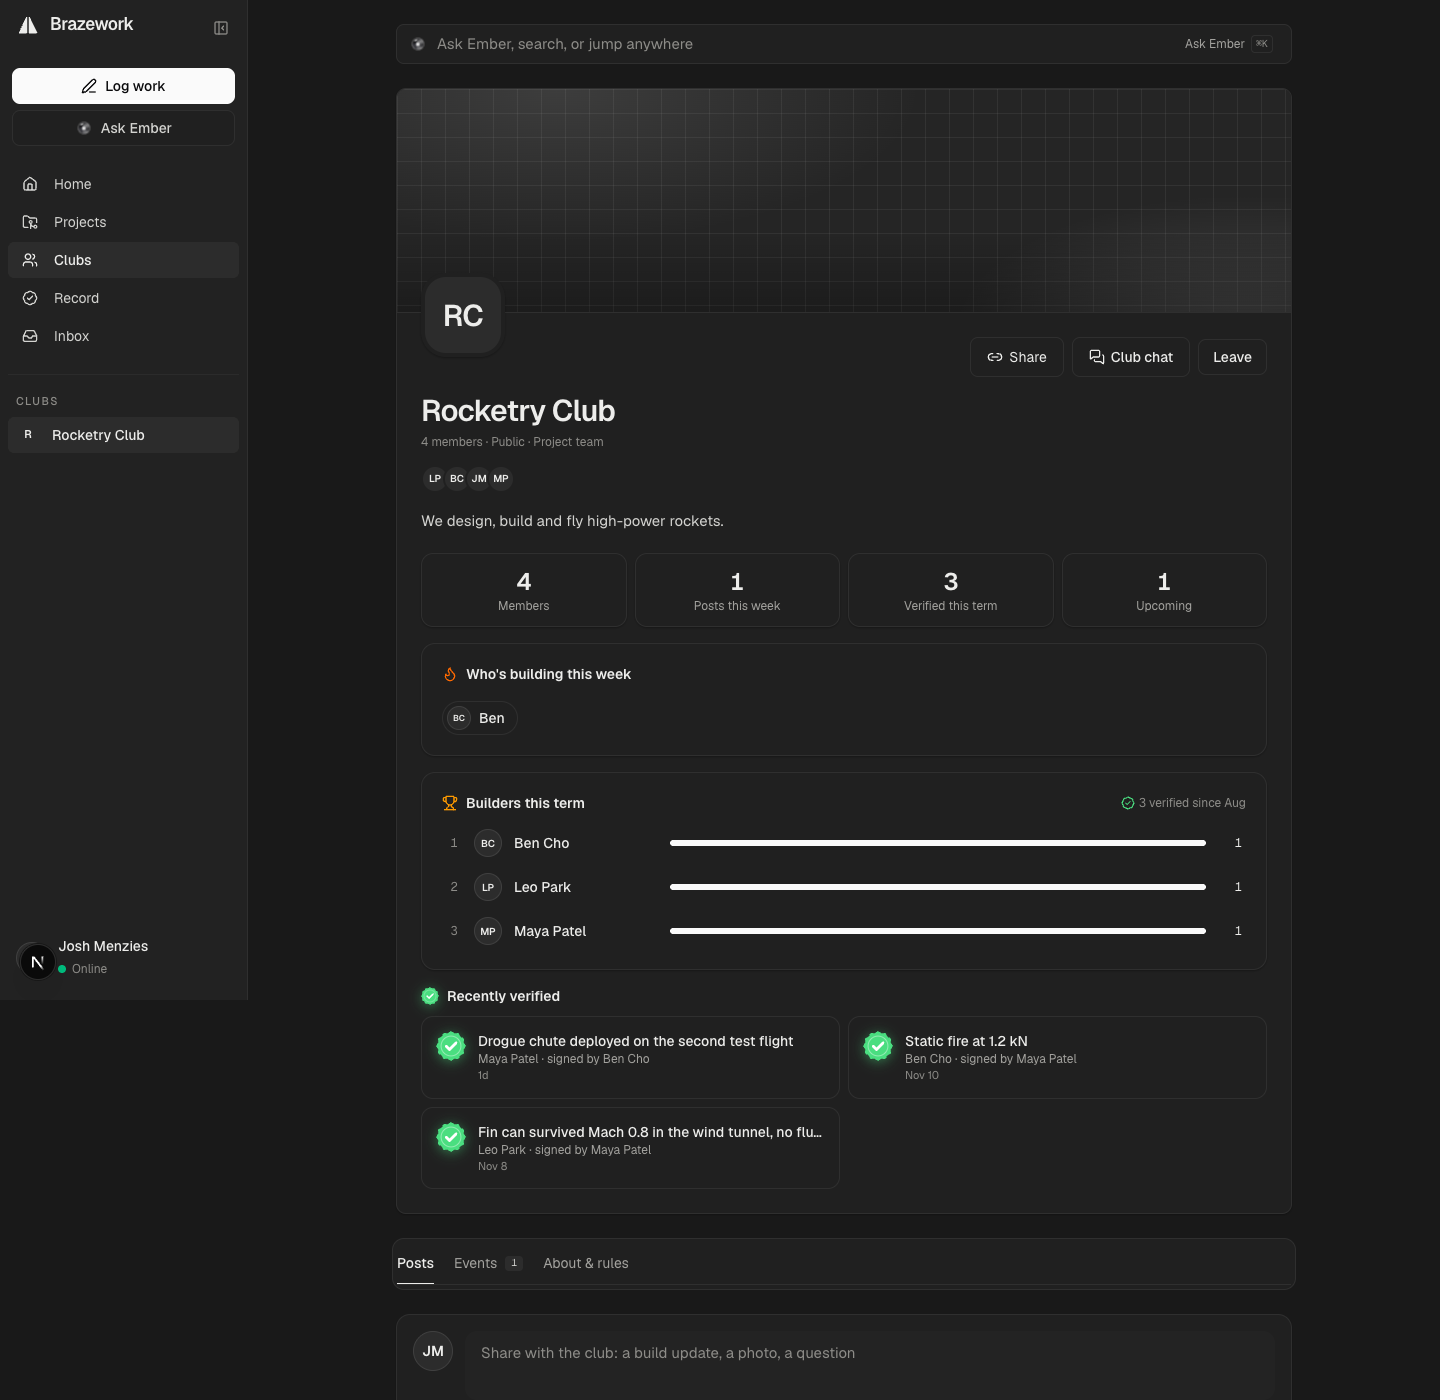 Brazework
Log work
Ask Ember
Home
Projects
Clubs
Record
Inbox
CLUBS
R Rocketry Club
Josh Menzies
N
Online
Ask Ember, search, or jump anywhere
Ask Ember ⌘K
RC
Share
Club chat
Leave
Rocketry Club
4 members · Public · Project team
LP BC JM MP
We design, build and fly high-power rockets.
4
Members
1
Posts this week
3
Verified this term
1
Upcoming
Who's building this week
BC Ben
Builders this term
3 verified since Aug
1 BC Ben Cho 1
2 LP Leo Park 1
3 MP Maya Patel 1
Recently verified
Drogue chute deployed on the second test flight
Maya Patel · signed by Ben Cho
1d
Static fire at 1.2 kN
Ben Cho · signed by Maya Patel
Nov 10
Fin can survived Mach 0.8 in the wind tunnel, no flu...
Leo Park · signed by Maya Patel
Nov 8
Posts
Events 1
About & rules
JM
Share with the club: a build update, a photo, a question